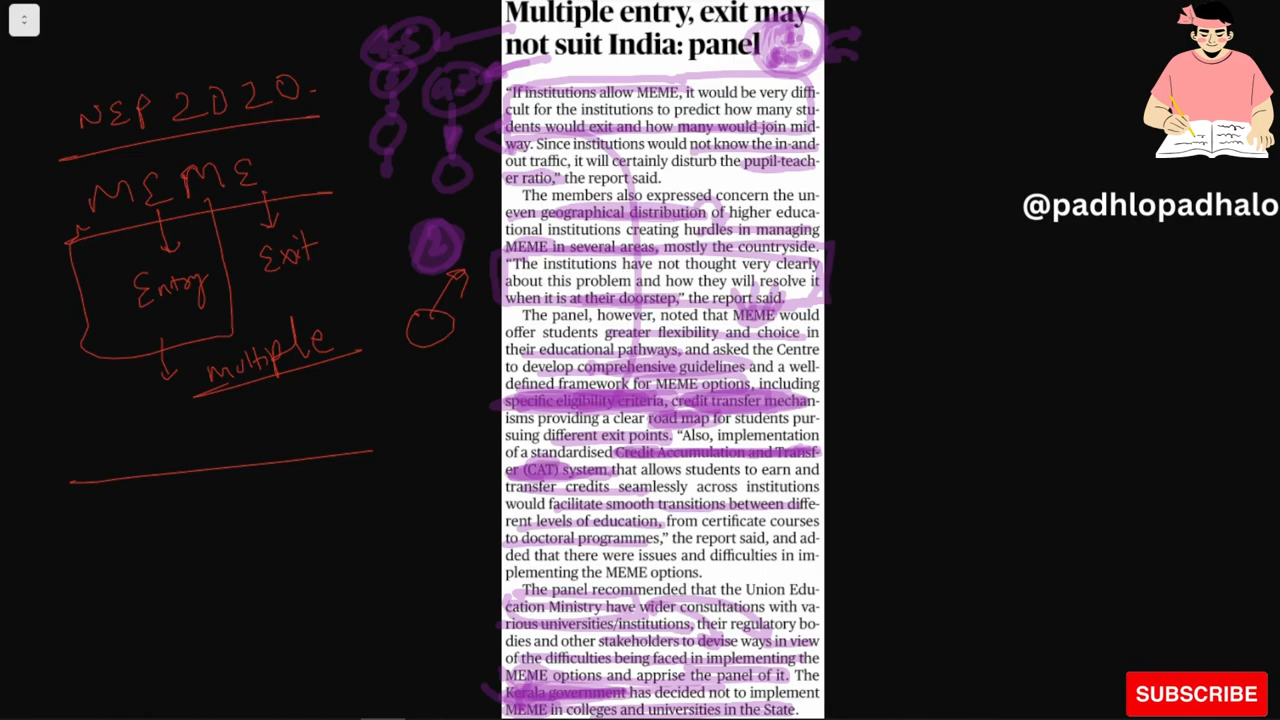 NEP 2020.
MEME
Entry
Exit
multiple
Multiple entry, exit may
not suit India: panel
“If institutions allow MEME, it would be very diffi-
cult for the institutions to predict how many stu-
dents would exit and how many would join mid-
way. Since institutions would not know the in-and-
out traffic, it will certainly disturb the pupil-teach-
er ratio,” the report said.
The members also expressed concern the un-
even geographical distribution of higher educa-
tional institutions creating hurdles in managing
MEME in several areas, mostly the countryside.
“The institutions have not thought very clearly
about this problem and how they will resolve it
when it is at their doorstep,” the report said.
The panel, however, noted that MEME would
offer students greater flexibility and choice in
their educational pathways, and asked the Centre
to develop comprehensive guidelines and a well-
defined framework for MEME options, including
specific eligibility criteria, credit transfer mechan-
isms providing a clear road map for students pur-
suing different exit points. “Also, implementation
of a standardised Credit Accumulation and Transf-
er (CAT) system that allows students to earn and
transfer credits seamlessly across institutions
would facilitate smooth transitions between diffe-
rent levels of education, from certificate courses
to doctoral programmes,” the report said, and ad-
ded that there were issues and difficulties in im-
plementing the MEME options.
The panel recommended that the Union Edu-
cation Ministry have wider consultations with va-
rious universities/institutions, their regulatory bo-
dies and other stakeholders to devise ways in view
of the difficulties being faced in implementing the
MEME options and apprise the panel of it. The
Kerala government has decided not to implement
MEME in colleges and universities in the State.
@padhlopadhalo
SUBSCRIBE